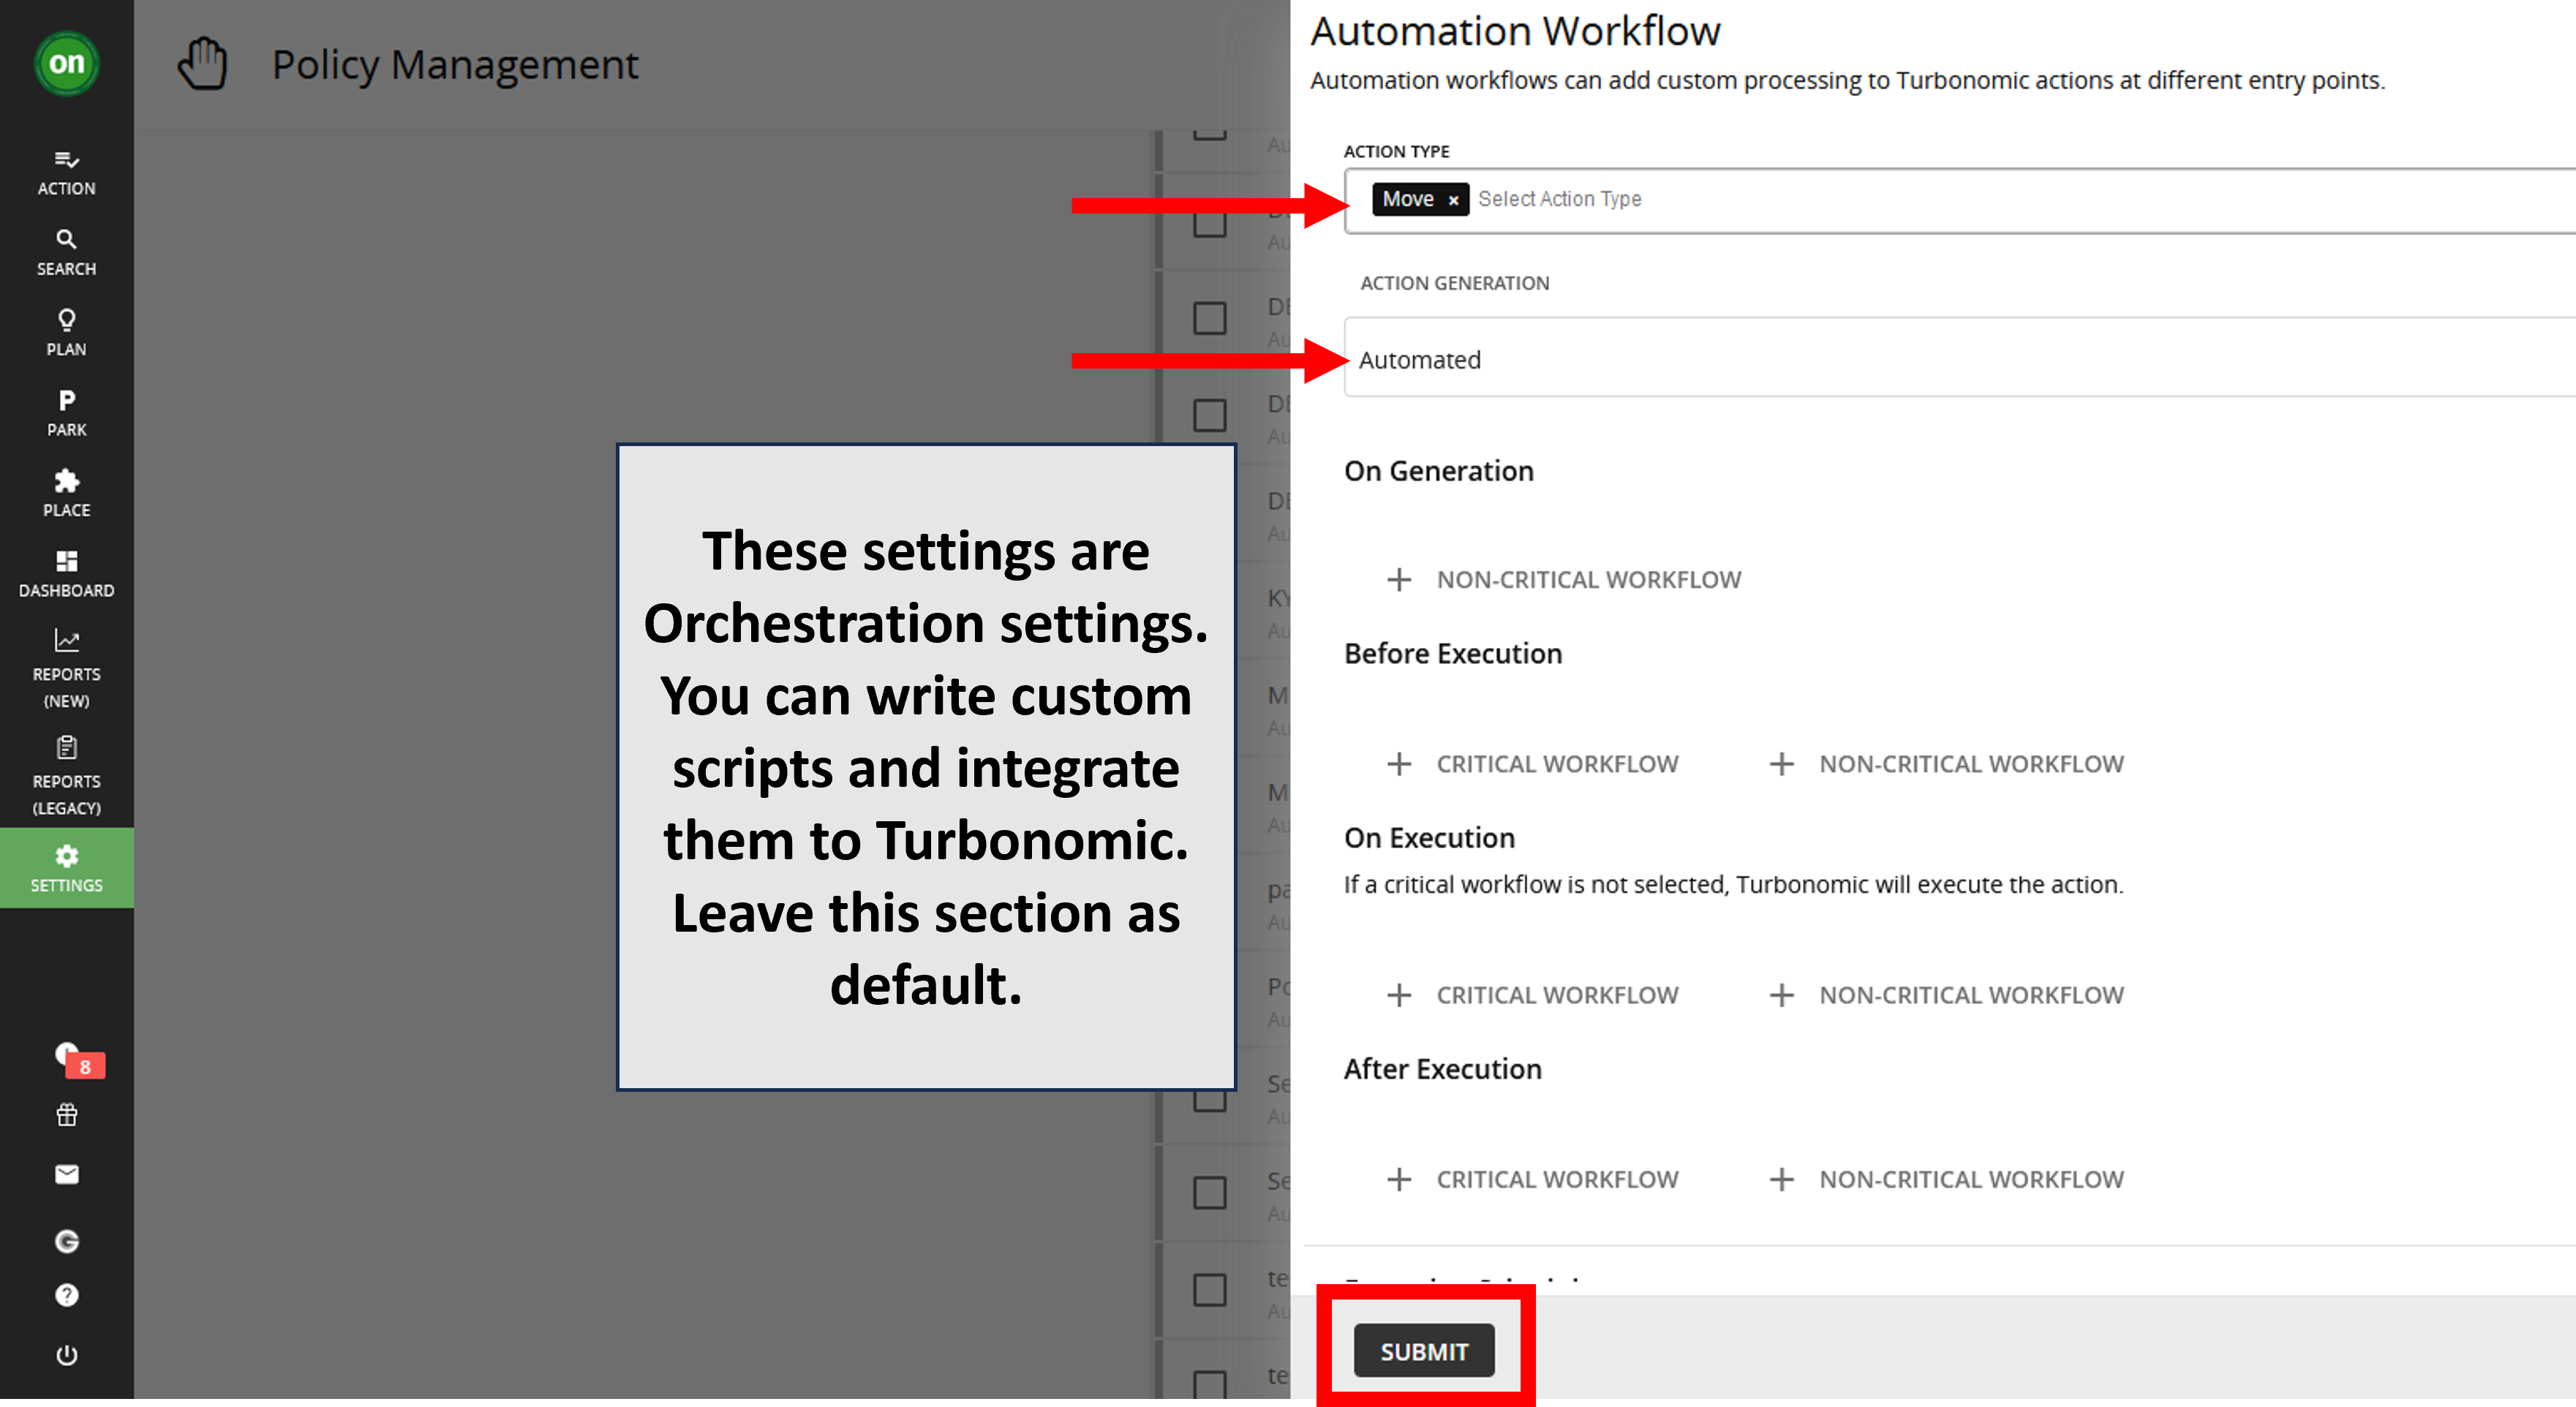 on
Policy Management
ACTION
SEARCH
PLAN
P
PARK
PLACE
DASHBOARD
REPORTS
(NEW)
REPORTS
(LEGACY)
SETTINGS
8
These settings are
Orchestration settings.
You can write custom
scripts and integrate
them to Turbonomic.
Leave this section as
default.
Automation Workflow
Automation workflows can add custom processing to Turbonomic actions at different entry points.
ACTION TYPE
Move × Select Action Type
ACTION GENERATION
Automated
On Generation
+ NON-CRITICAL WORKFLOW
Before Execution
+ CRITICAL WORKFLOW + NON-CRITICAL WORKFLOW
On Execution
If a critical workflow is not selected, Turbonomic will execute the action.
+ CRITICAL WORKFLOW + NON-CRITICAL WORKFLOW
After Execution
+ CRITICAL WORKFLOW + NON-CRITICAL WORKFLOW
SUBMIT